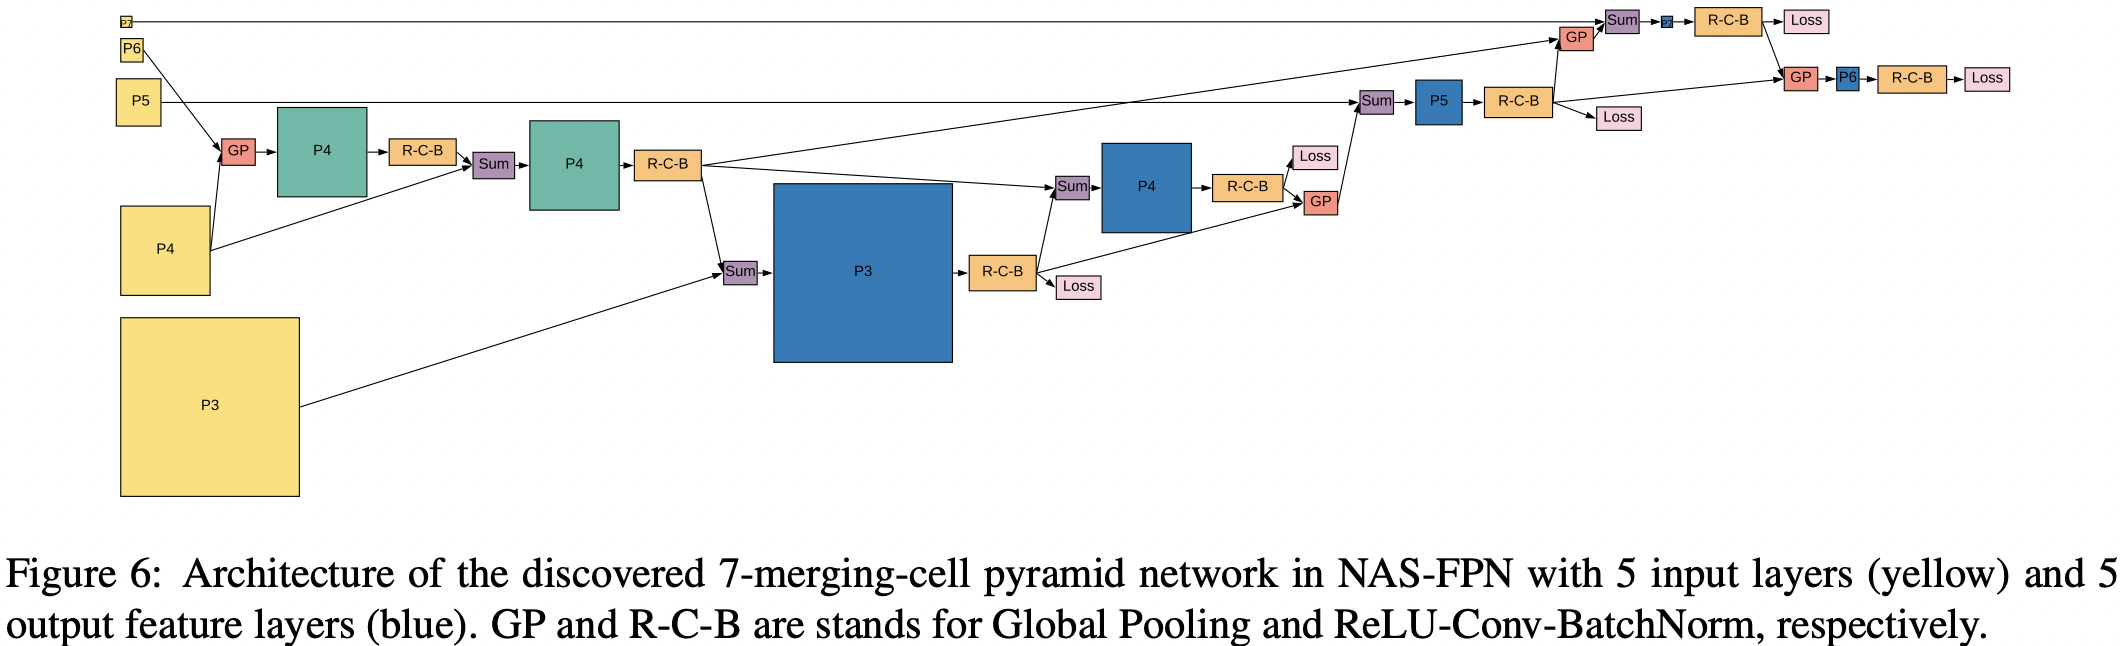 P7 Sum P7 R-C-B Loss
GP
P6
GP P6 R-C-B Loss
P5 Sum P5 R-C-B
Loss
GP P4 R-C-B Sum P4 R-C-B
Loss
Sum P4 R-C-B
GP
P4
Sum P3 R-C-B
Loss
P3
Figure 6: Architecture of the discovered 7-merging-cell pyramid network in NAS-FPN with 5 input layers (yellow) and 5
output feature layers (blue). GP and R-C-B are stands for Global Pooling and ReLU-Conv-BatchNorm, respectively.